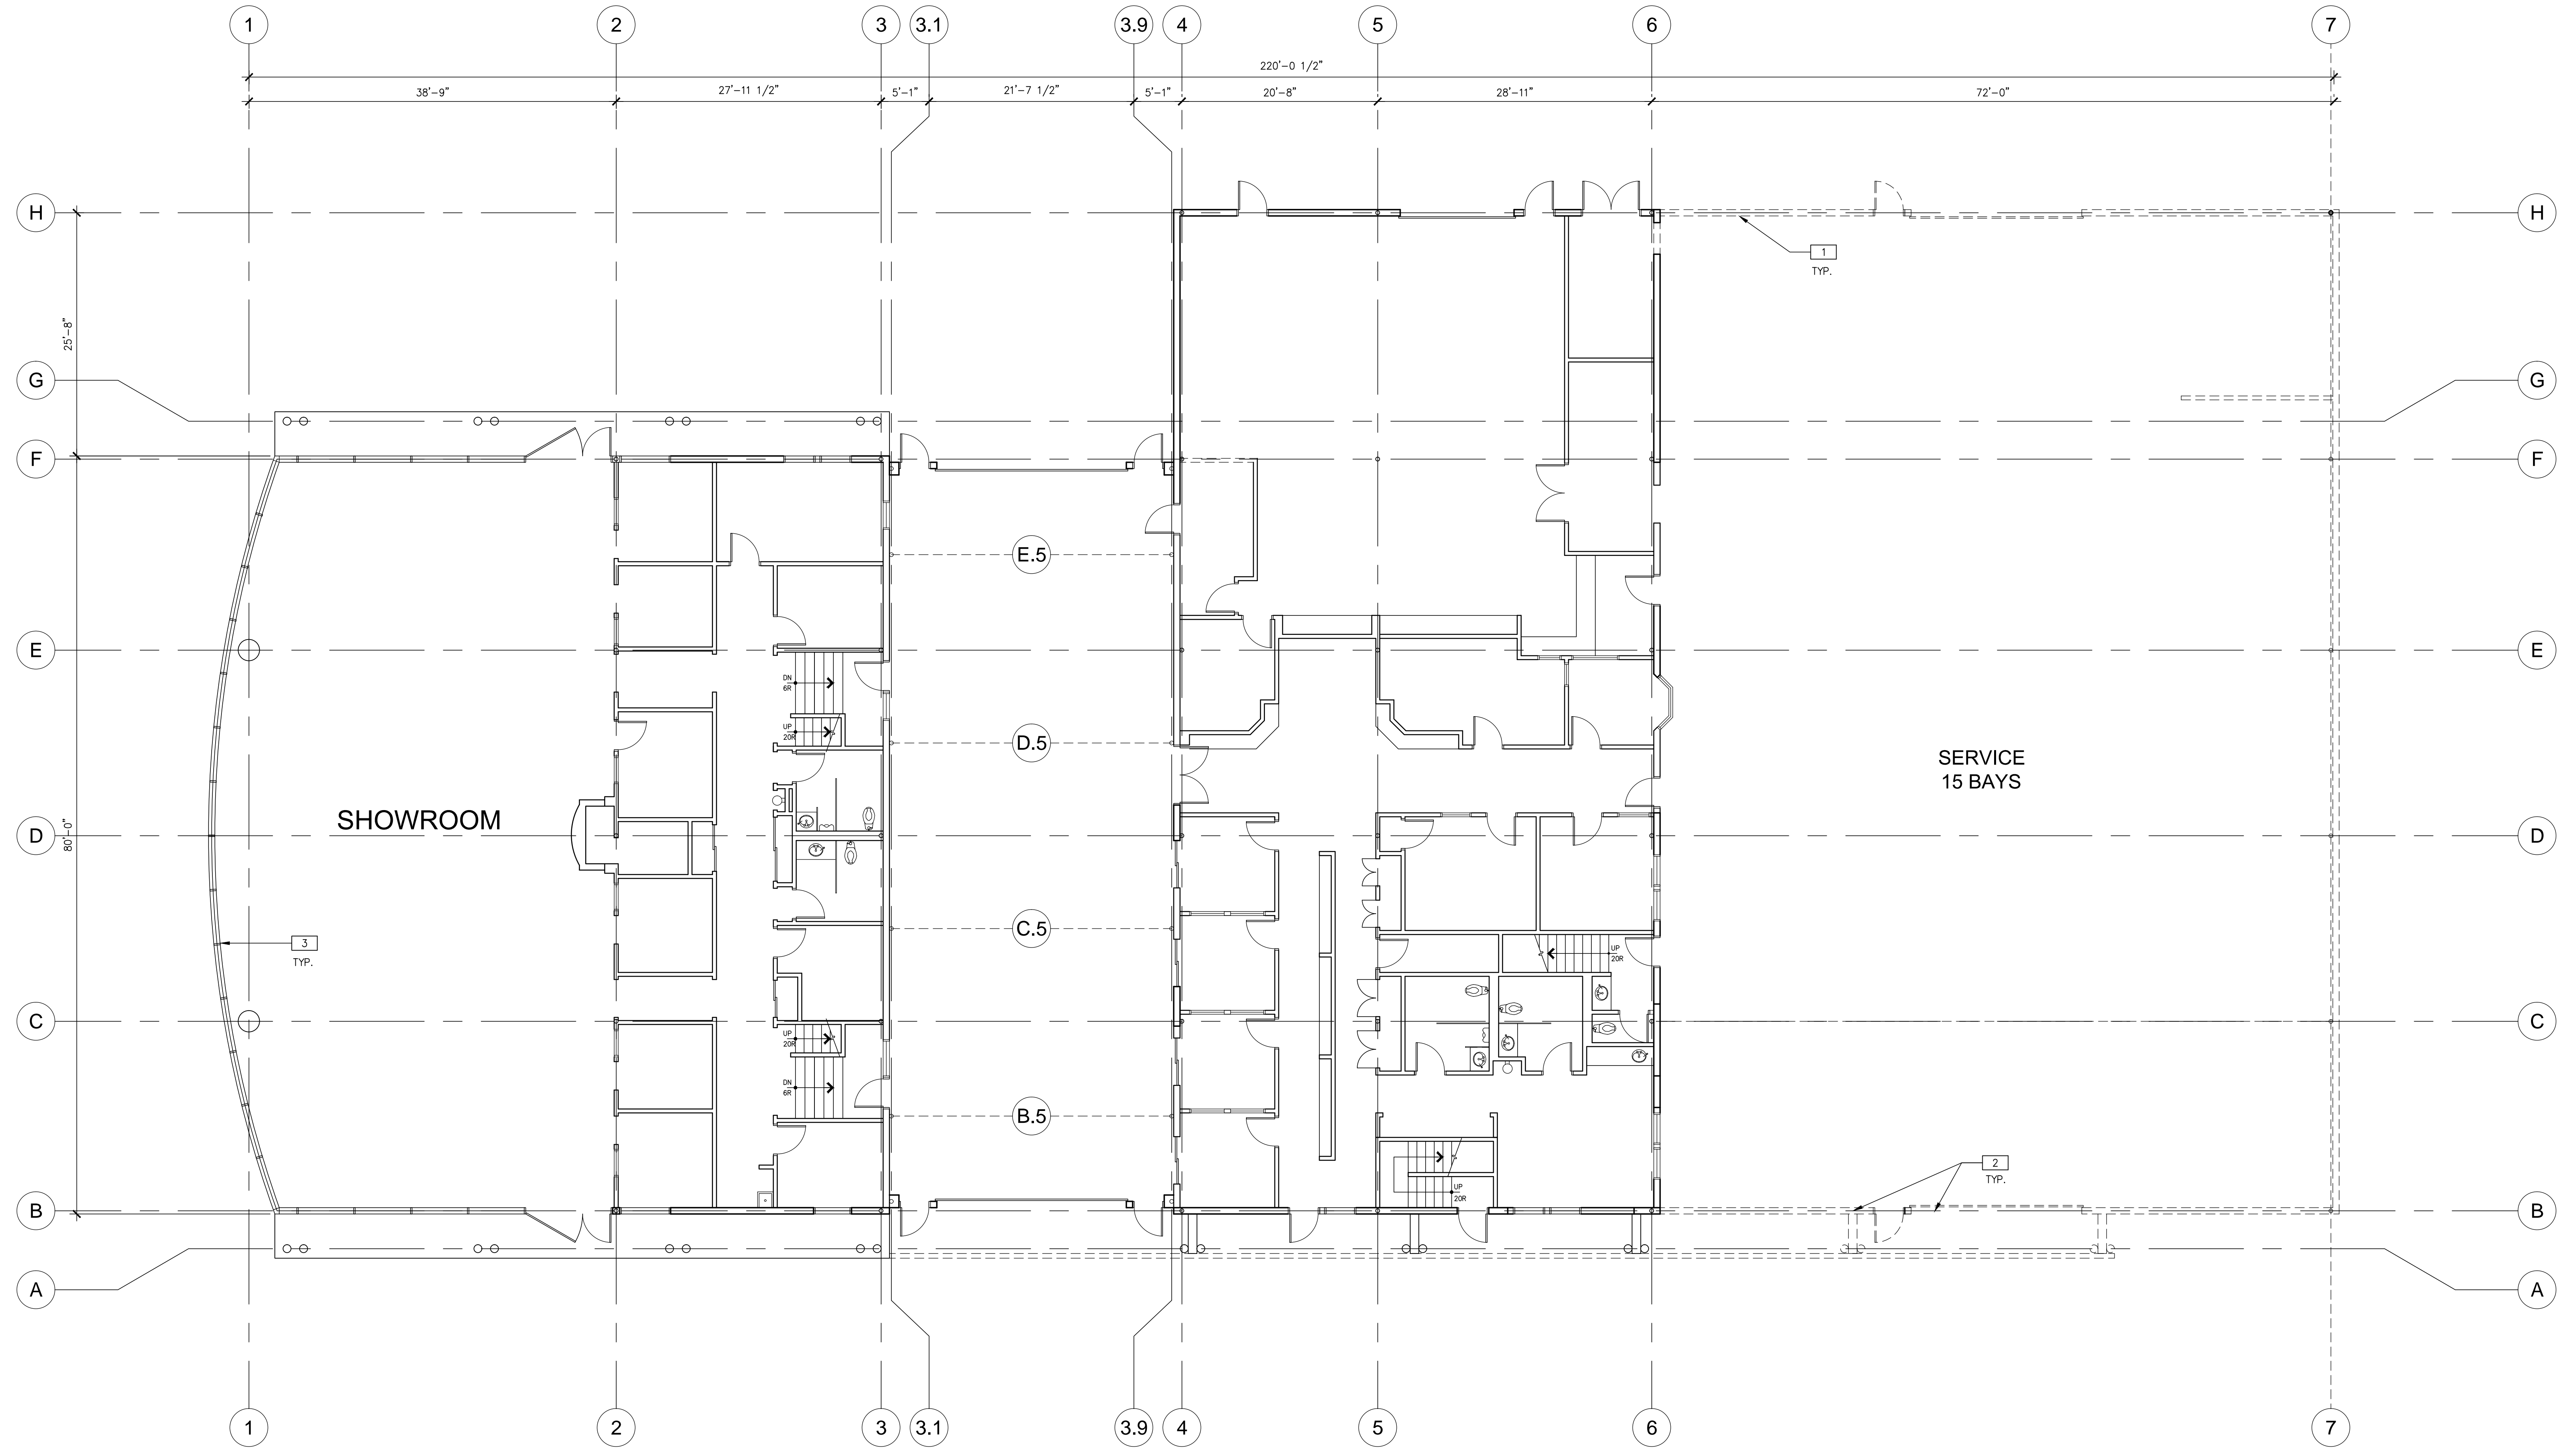 1
2
3
3.1
3.9
4
5
6
7
220'-0 1/2"
38'-9"
27'-11 1/2"
5'-1"
21'-7 1/2"
5'-1"
20'-8"
28'-11"
72'-0"
H
H
1
TYP.
25'-8"
G
G
F
F
E.5
E
E
DN
6R
UP
20R
D.5
SERVICE
15 BAYS
SHOWROOM
D
80'-0"
D
C.5
3
TYP.
UP
20R
C
C
UP
20R
DN
6R
B.5
2
TYP.
UP
20R
B
B
A
A
1
2
3
3.1
3.9
4
5
6
7